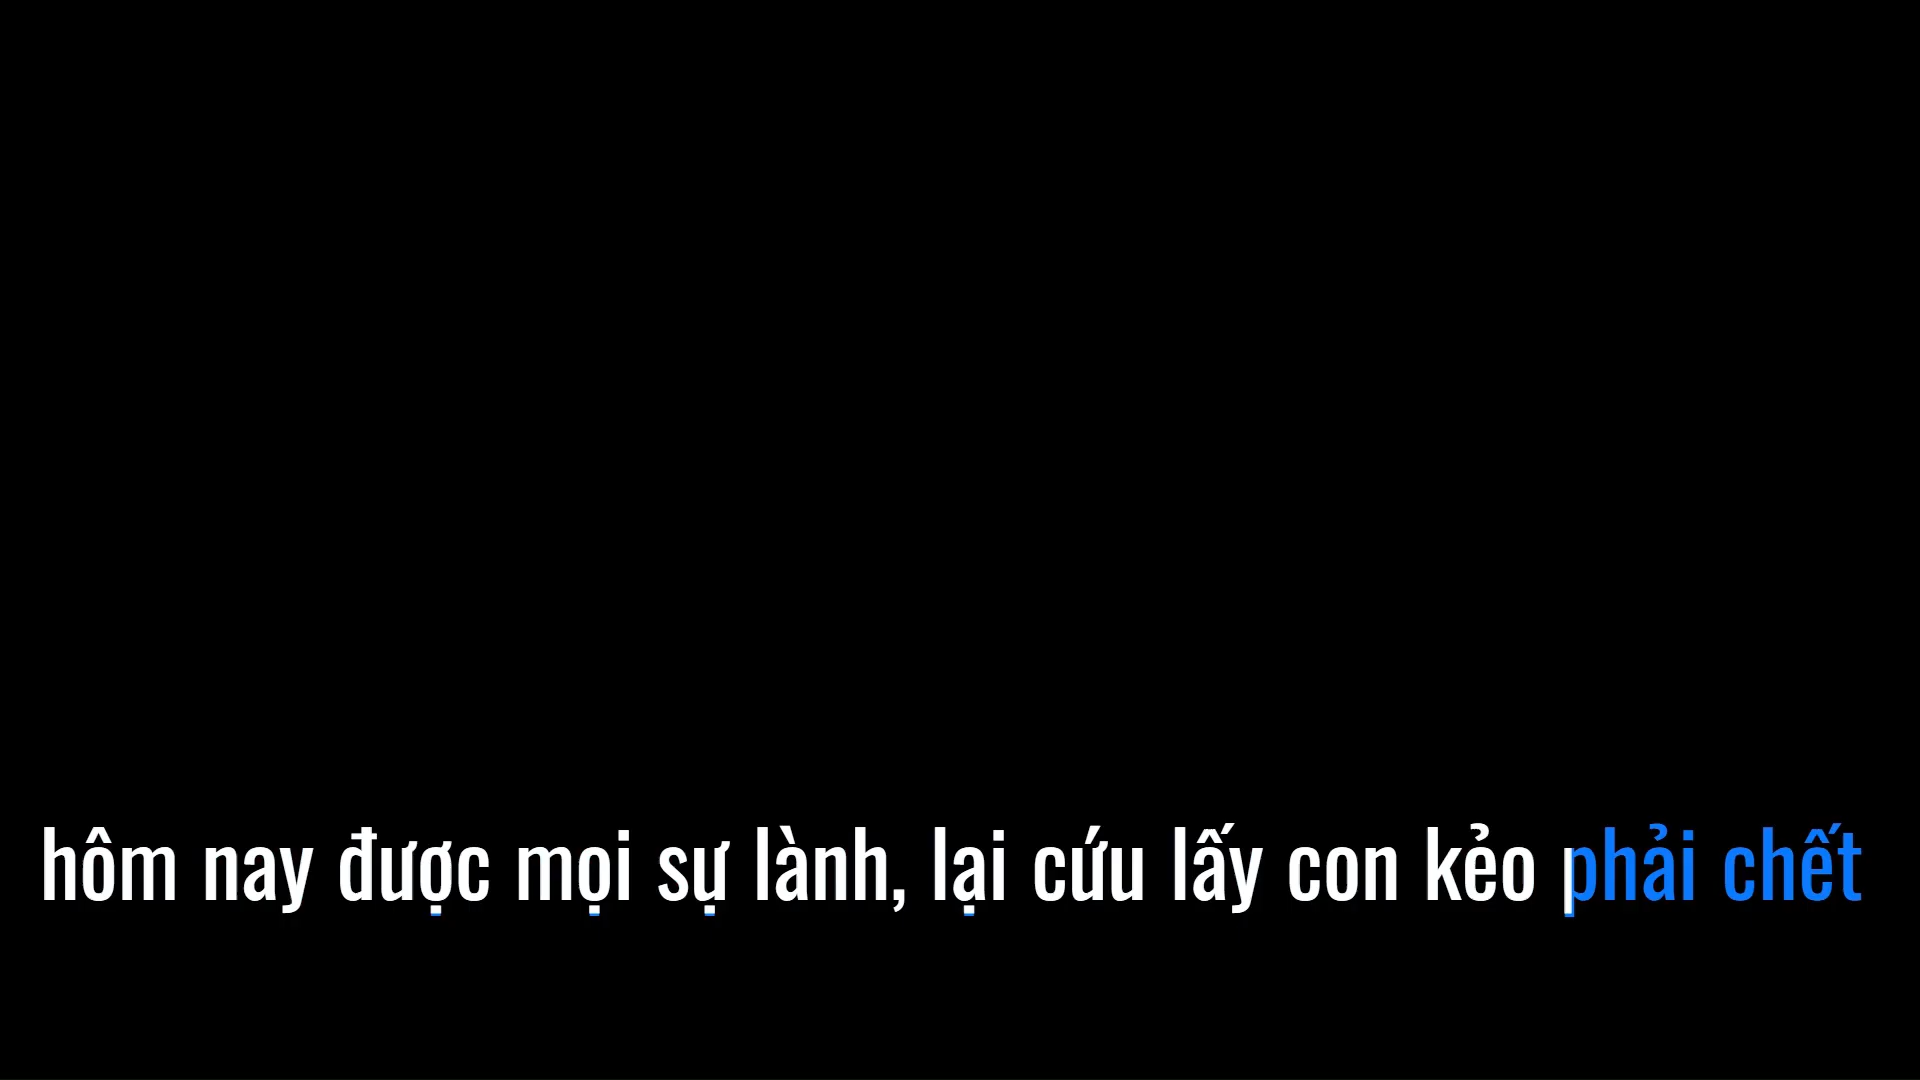 hôm nay được mọi sự lành, lại cứu lấy con kẻo phải chết